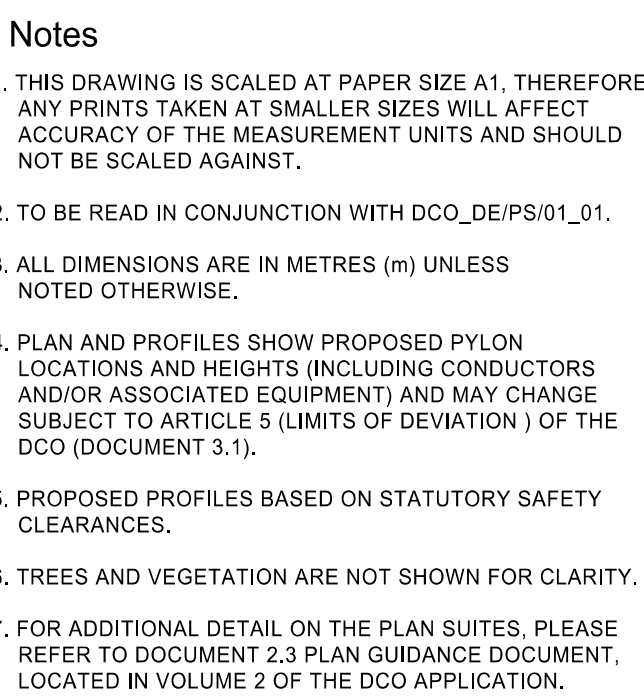 Notes
. THIS DRAWING IS SCALED AT PAPER SIZE A1, THEREFORE
ANY PRINTS TAKEN AT SMALLER SIZES WILL AFFECT
ACCURACY OF THE MEASUREMENT UNITS AND SHOULD
NOT BE SCALED AGAINST.
2. TO BE READ IN CONJUNCTION WITH DCO_DE/PS/01_01.
3. ALL DIMENSIONS ARE IN METRES (m) UNLESS
NOTED OTHERWISE.
4. PLAN AND PROFILES SHOW PROPOSED PYLON
LOCATIONS AND HEIGHTS (INCLUDING CONDUCTORS
AND/OR ASSOCIATED EQUIPMENT) AND MAY CHANGE
SUBJECT TO ARTICLE 5 (LIMITS OF DEVIATION ) OF THE
DCO (DOCUMENT 3.1).
5. PROPOSED PROFILES BASED ON STATUTORY SAFETY
CLEARANCES.
6. TREES AND VEGETATION ARE NOT SHOWN FOR CLARITY.
7. FOR ADDITIONAL DETAIL ON THE PLAN SUITES, PLEASE
REFER TO DOCUMENT 2.3 PLAN GUIDANCE DOCUMENT,
LOCATED IN VOLUME 2 OF THE DCO APPLICATION.